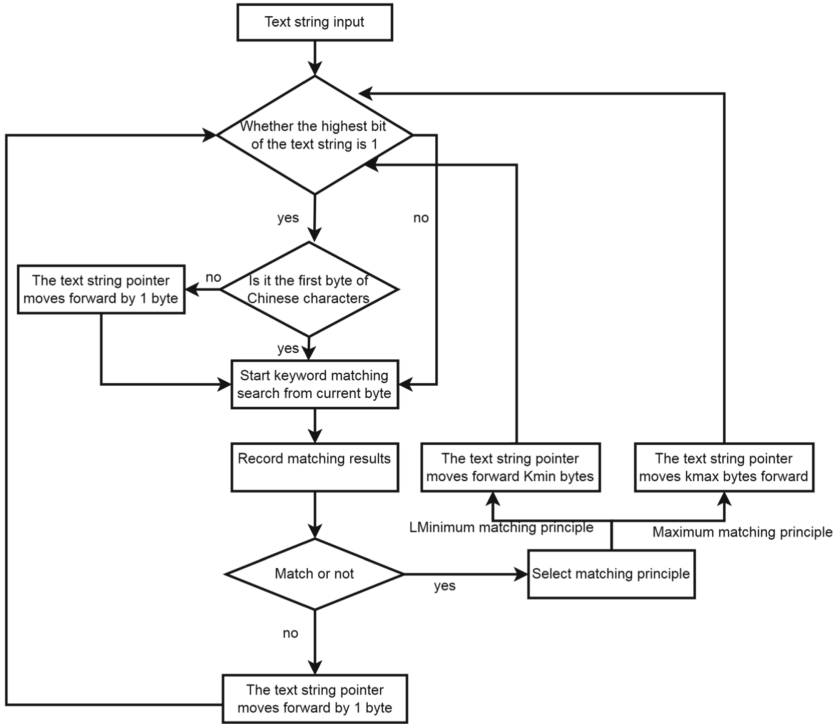 Text string input
Whether the highest bit
of the text string is 1
yes
no
Is it the first byte of
Chinese characters
no
The text string pointer
moves forward by 1 byte
yes
Start keyword matching
search from current byte
Record matching results
The text string pointer
moves forward Kmin bytes
The text string pointer
moves kmax bytes forward
LMinimum matching principle
Maximum matching principle
Match or not
yes
Select matching principle
no
The text string pointer
moves forward by 1 byte